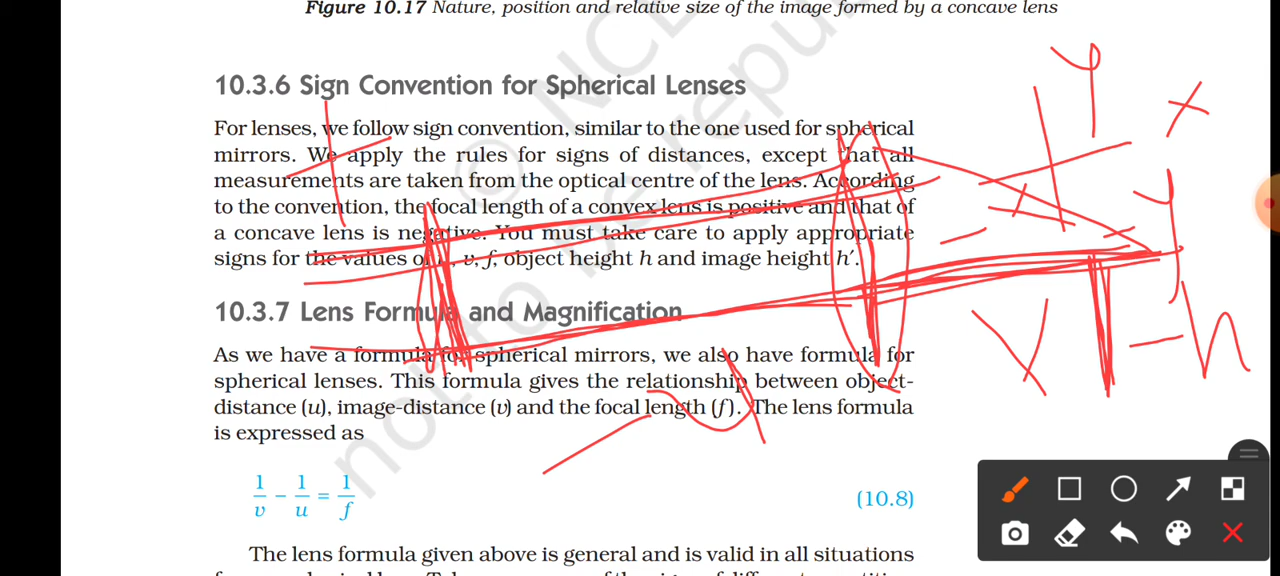 Figure 10.17 Nature, position and relative size of the image formed by a concave lens
10.3.6 Sign Convention for Spherical Lenses
For lenses, we follow sign convention, similar to the one used for spherical
mirrors. We apply the rules for signs of distances, except that all
measurements are taken from the optical centre of the lens. According
to the convention, the focal length of a convex lens is positive and that of
a concave lens is negative. You must take care to apply appropriate
signs for the values of u, v, f, object height h and image height h′.
10.3.7 Lens Formula and Magnification
As we have a formula for spherical mirrors, we also have formula for
spherical lenses. This formula gives the relationship between object-
distance (u), image-distance (v) and the focal length (f). The lens formula
is expressed as
1/v − 1/u = 1/f (10.8)
The lens formula given above is general and is valid in all situations